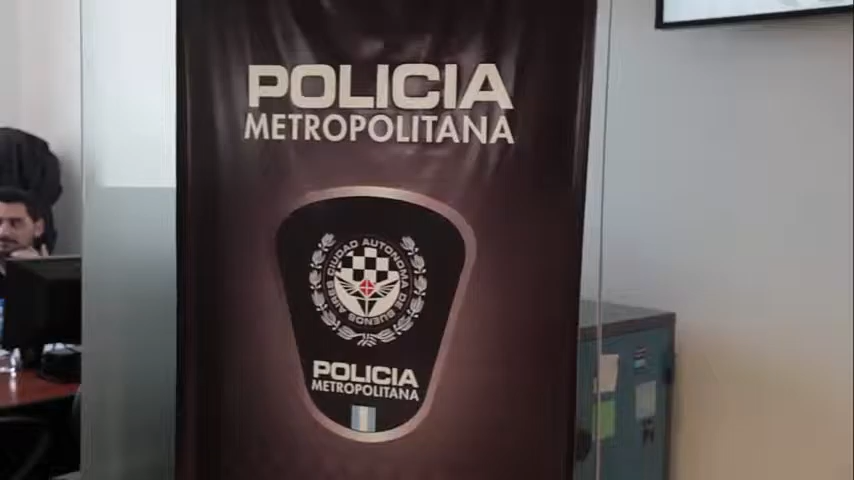 POLICIA
METROPOLITANA
CIUDAD AUTONOMA DE BUENOS AIRES
POLICIA
METROPOLITANA